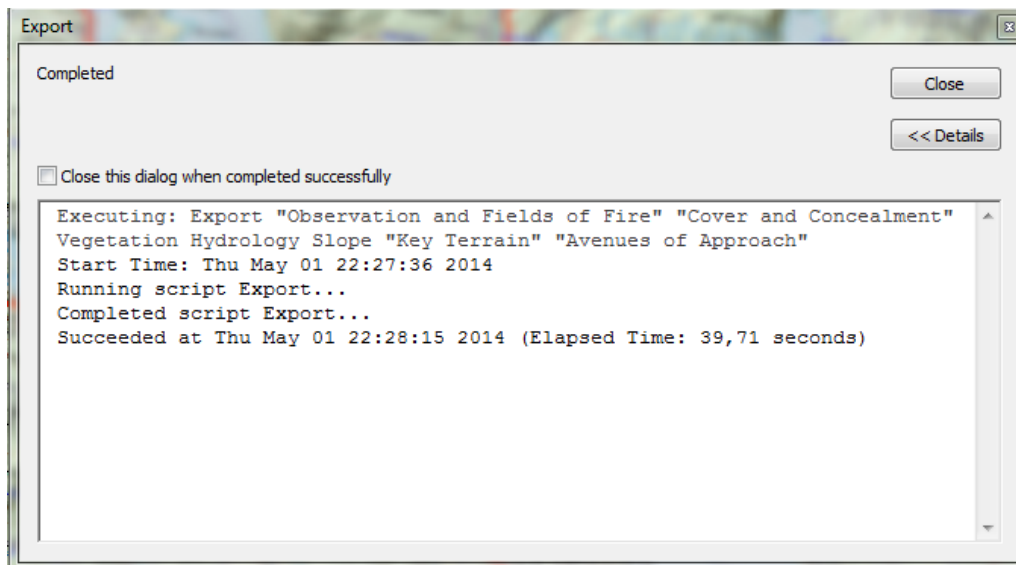 Export
Completed
Close
<< Details
Close this dialog when completed successfully
Executing: Export "Observation and Fields of Fire" "Cover and Concealment"
Vegetation Hydrology Slope "Key Terrain" "Avenues of Approach"
Start Time: Thu May 01 22:27:36 2014
Running script Export...
Completed script Export...
Succeeded at Thu May 01 22:28:15 2014 (Elapsed Time: 39,71 seconds)